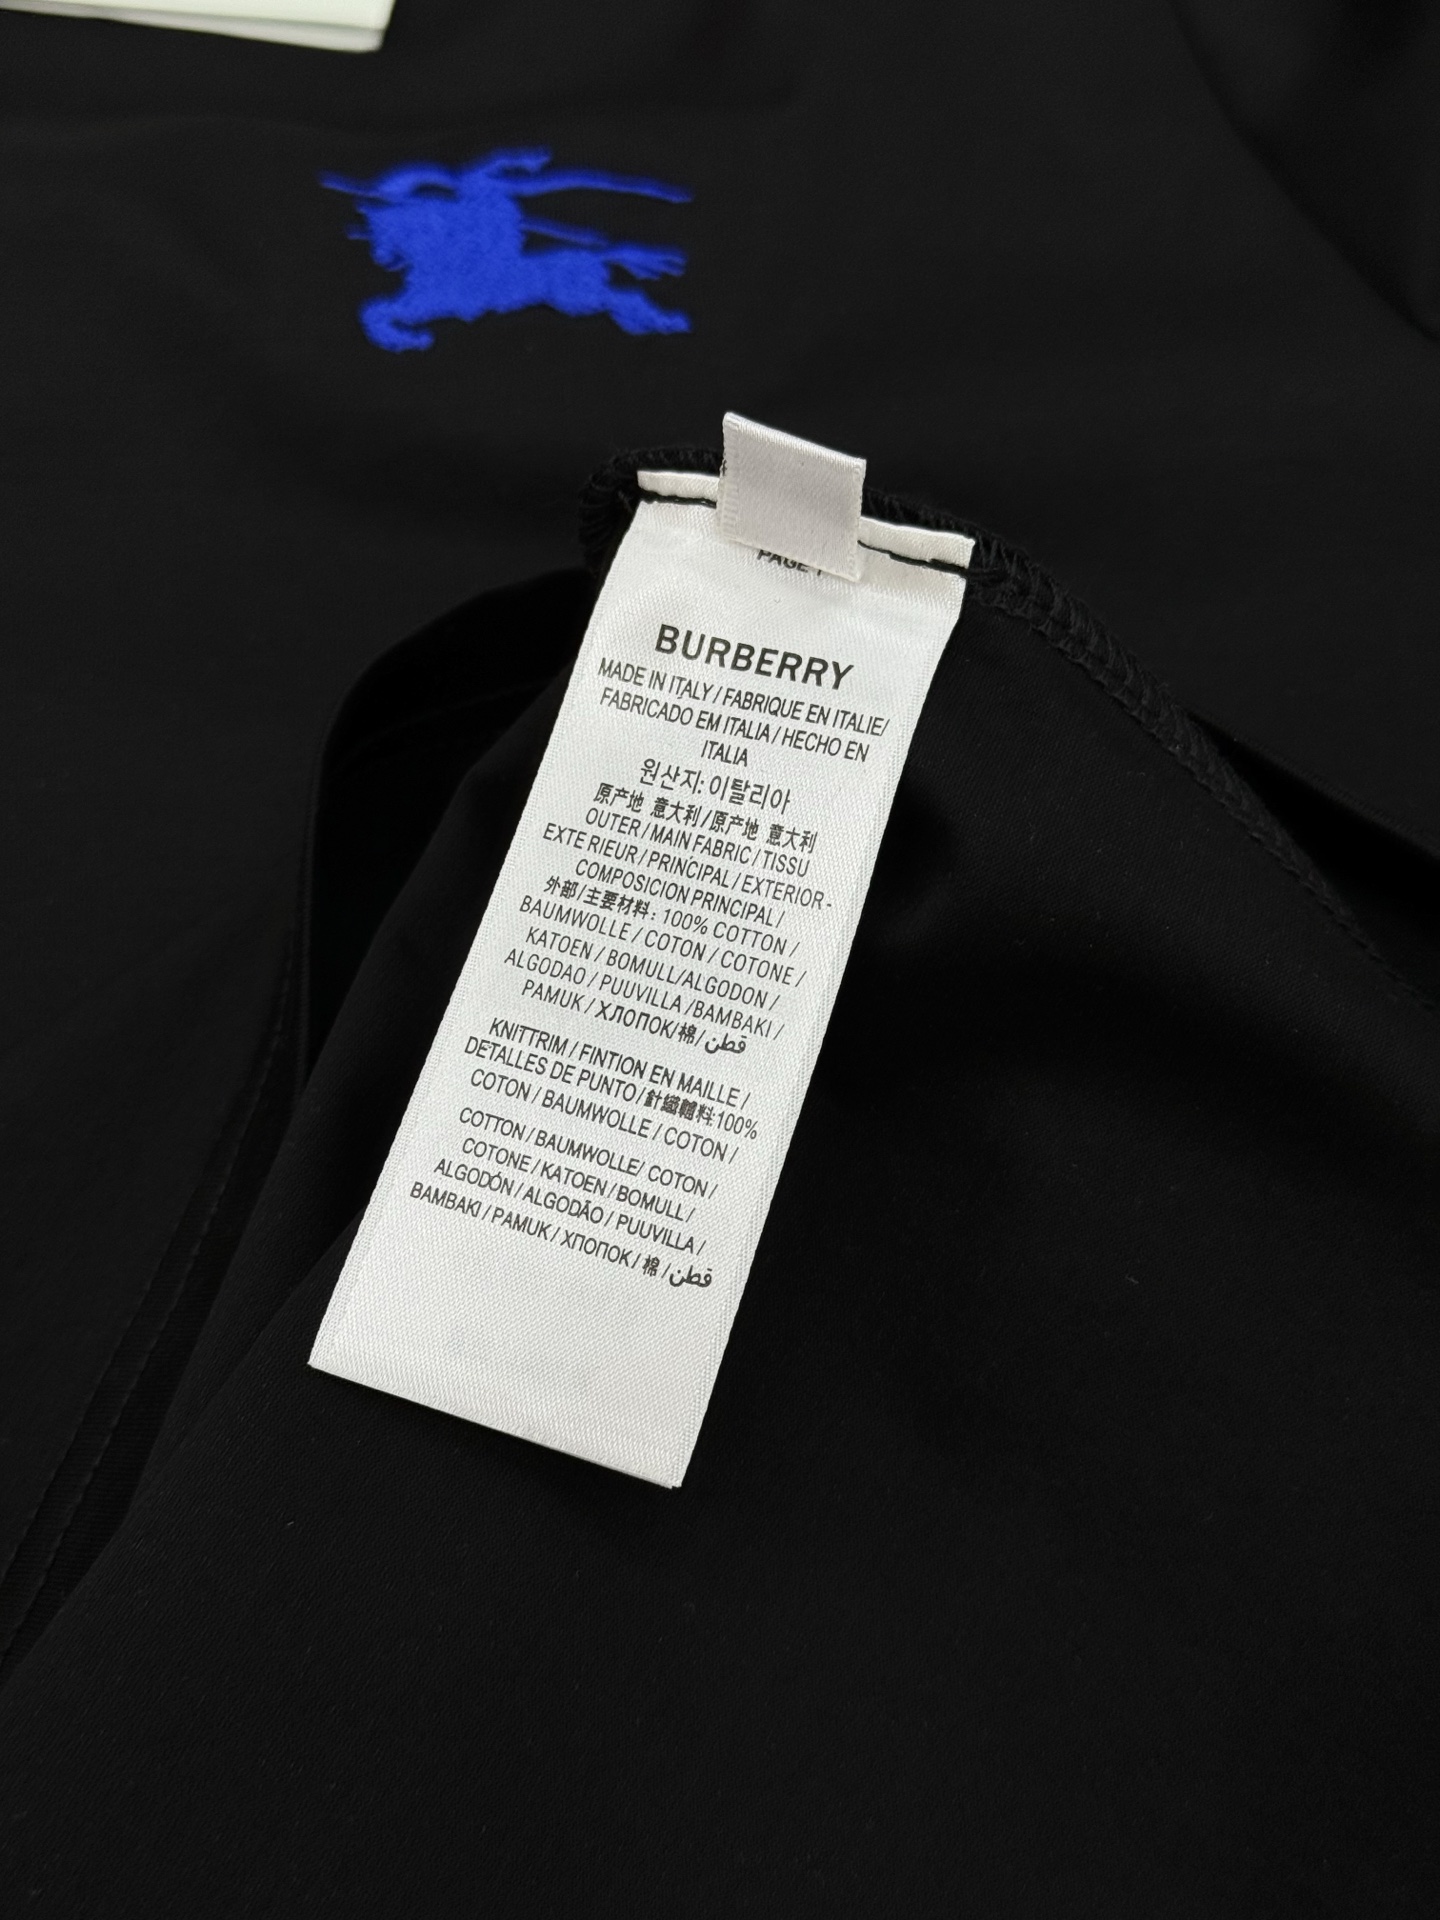 PAGE 1
BURBERRY
MADE IN ITALY / FABRIQUE EN ITALIE/
FABRICADO EM ITALIA / HECHO EN
ITALIA
원산지: 이탈리아
原产地 意大利/原产地 意大利
OUTER / MAIN FABRIC / TISSU
EXTE RIEUR / PRINCIPAL / EXTERIOR-
COMPOSICION PRINCIPAL /
外部/主要材料: 100% COTTON /
BAUMWOLLE / COTON / COTONE /
KATOEN / BOMULL/ALGODON /
ALGODAO / PUUVILLA /BAMBAKI /
PAMUK / ХЛОПОК/棉/ قطن
KNITTRIM / FINTION EN MAILLE /
DETALLES DE PUNTO/針織輔料:100%
COTON / BAUMWOLLE / COTON /
COTTON / BAUMWOLLE/ COTON /
COTONE / KATOEN / BOMULL /
ALGODÓN / ALGODÃO / PUUVILLA /
BAMBAKI / PAMUK / ХПОПОК / 棉 / قطن